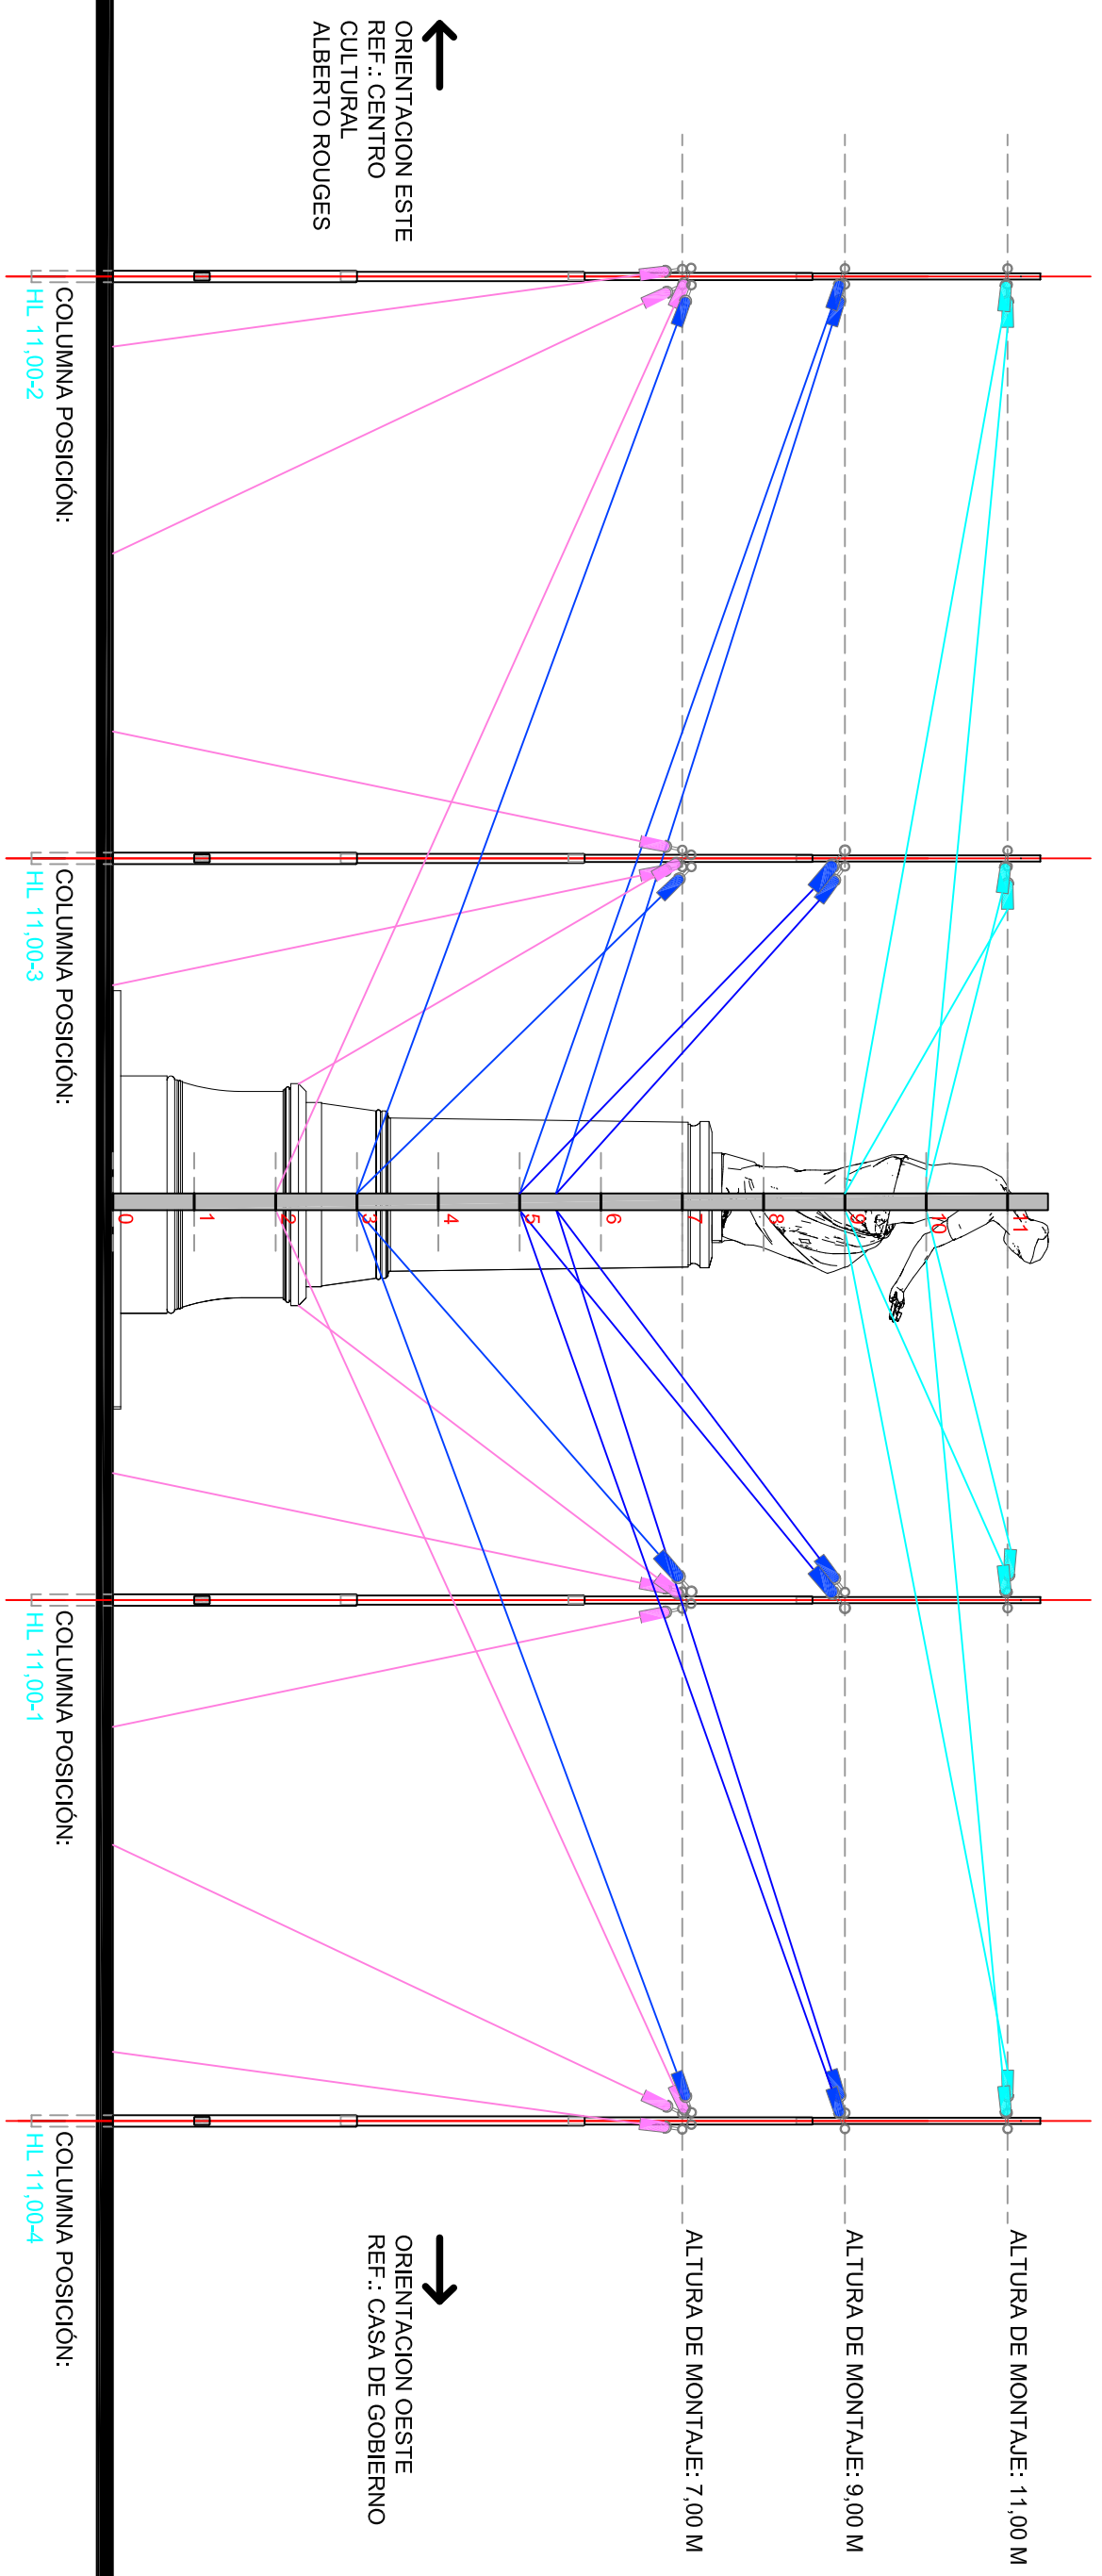 ORIENTACION ESTE
REF.: CENTRO
CULTURAL
ALBERTO ROUGES
ORIENTACION OESTE
REF.: CASA DE GOBIERNO
ALTURA DE MONTAJE: 11,00 M
ALTURA DE MONTAJE: 9,00 M
ALTURA DE MONTAJE: 7,00 M
11
10
9
8
7
6
5
4
3
2
1
0
COLUMNA POSICIÓN:
HL 11,00-2
COLUMNA POSICIÓN:
HL 11,00-3
COLUMNA POSICIÓN:
HL 11,00-1
COLUMNA POSICIÓN:
HL 11,00-4